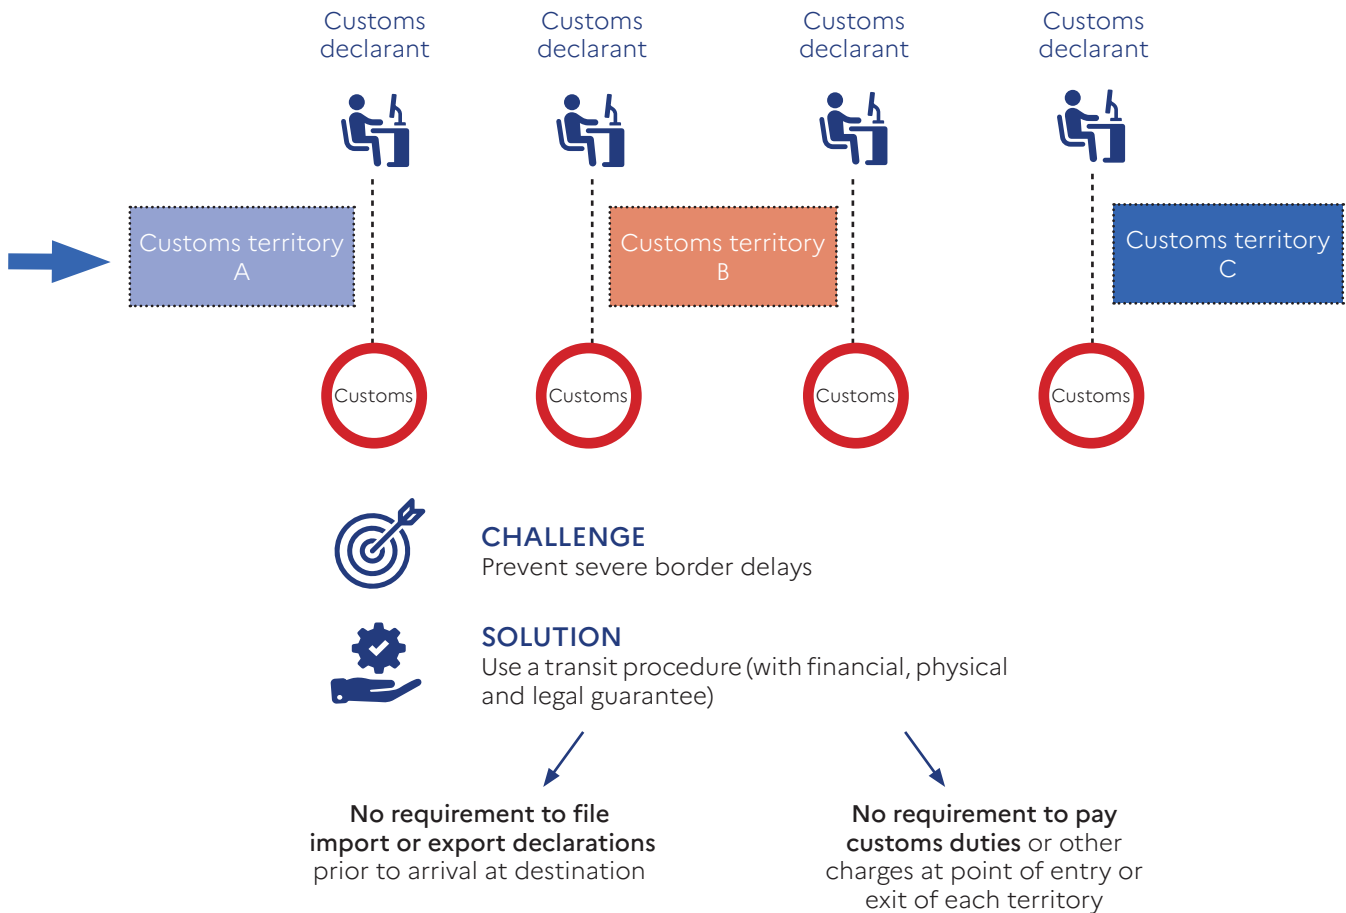 Customs
declarant
Customs
declarant
Customs
declarant
Customs
declarant
Customs territory
A
Customs territory
B
Customs territory
C
Customs
Customs
Customs
Customs
CHALLENGE
Prevent severe border delays
SOLUTION
Use a transit procedure (with financial, physical
and legal guarantee)
No requirement to file
import or export declarations
prior to arrival at destination
No requirement to pay
customs duties or other
charges at point of entry or
exit of each territory